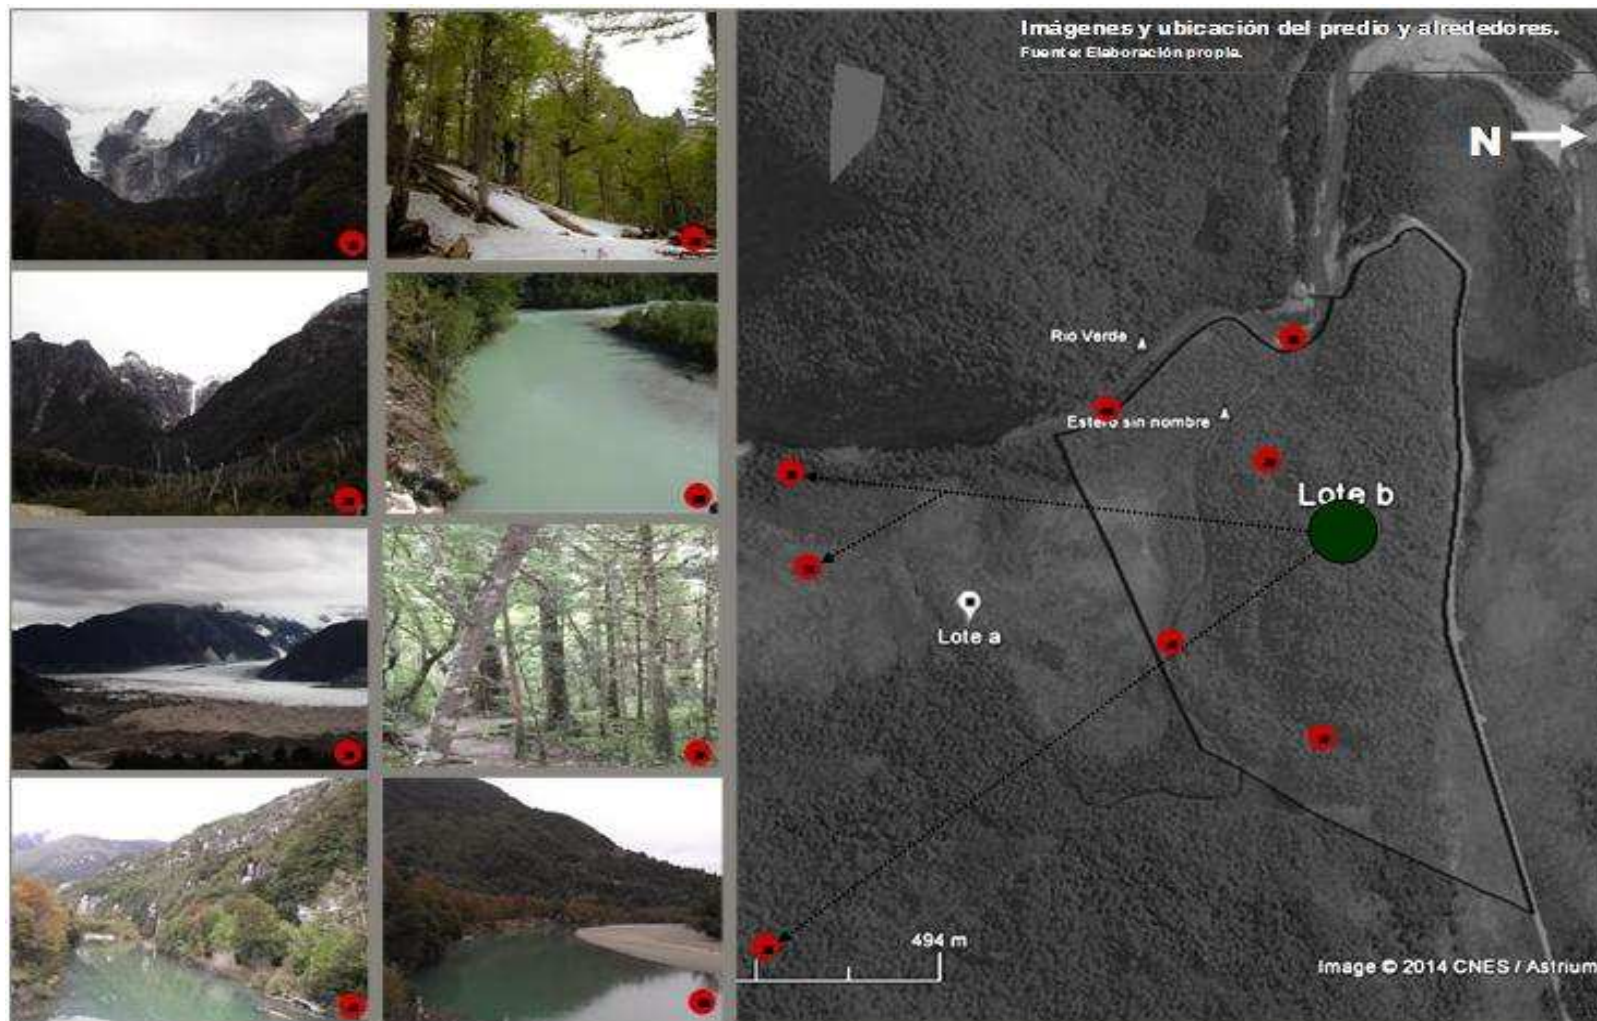 Imágenes y ubicación del predio y alrededores.
Fuente: Elaboración propia.
N
Rio Verde
Estero sin nombre
Lote b
Lote a
494 m
Image © 2014 CNES / Astrium